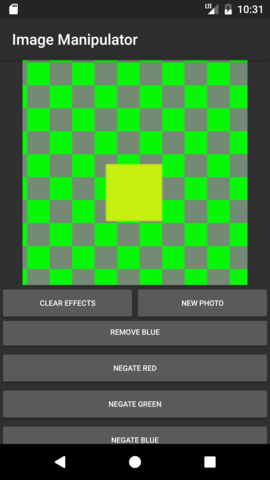 LTE 10:31
Image Manipulator
CLEAR EFFECTS NEW PHOTO
REMOVE BLUE
NEGATE RED
NEGATE GREEN
NEGATE BLUE